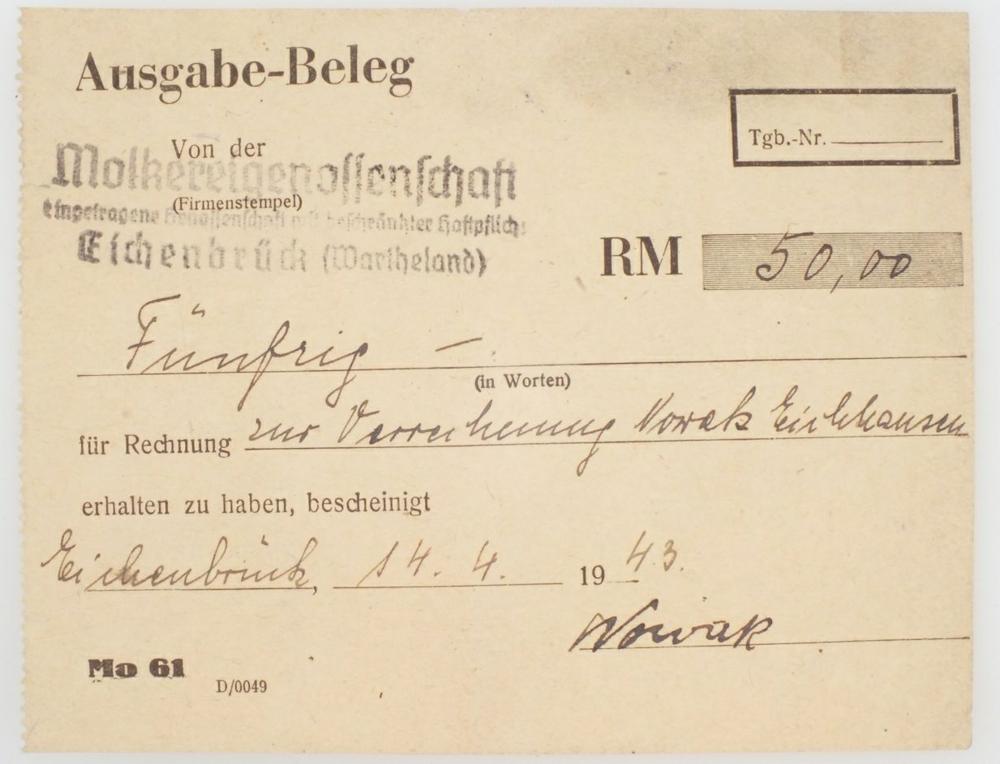 Ausgabe-Beleg
Tgb.-Nr.
Von der
Molkereigenossenschaft
(Firmenstempel)
Eingetragene Genossenschaft mit beschränkter Haftpflicht
Eichenbrück (Wartheland)
RM 50,00
Fünfzig —
(in Worten)
für Rechnung zur Verrechnung Nowak Eichhausen
erhalten zu haben, bescheinigt
Eichenbrück, 14. 4. 1943.
Nowak
Mo 61
D/0049